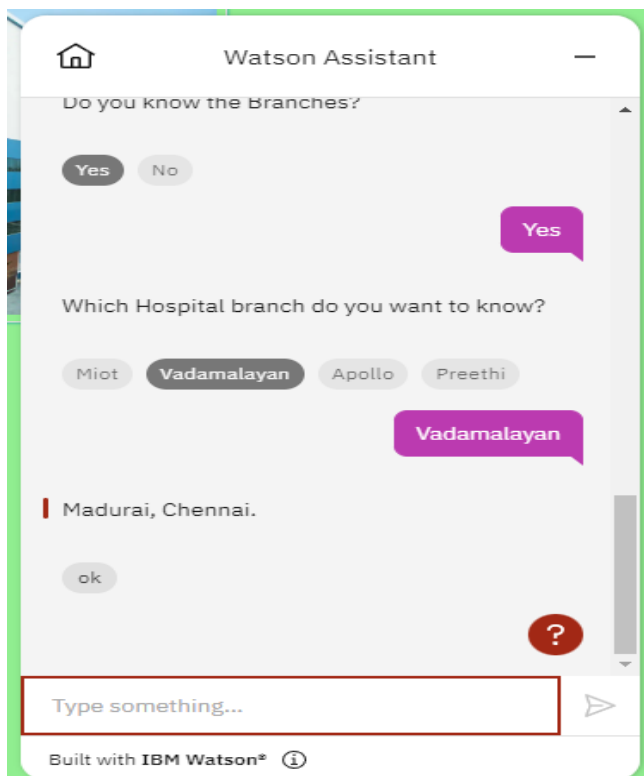 Watson Assistant
Do you know the Branches?
Yes No
Yes
Which Hospital branch do you want to know?
Miot Vadamalayan Apollo Preethi
Vadamalayan
Madurai, Chennai.
ok
?
Type something...
Built with IBM Watson®